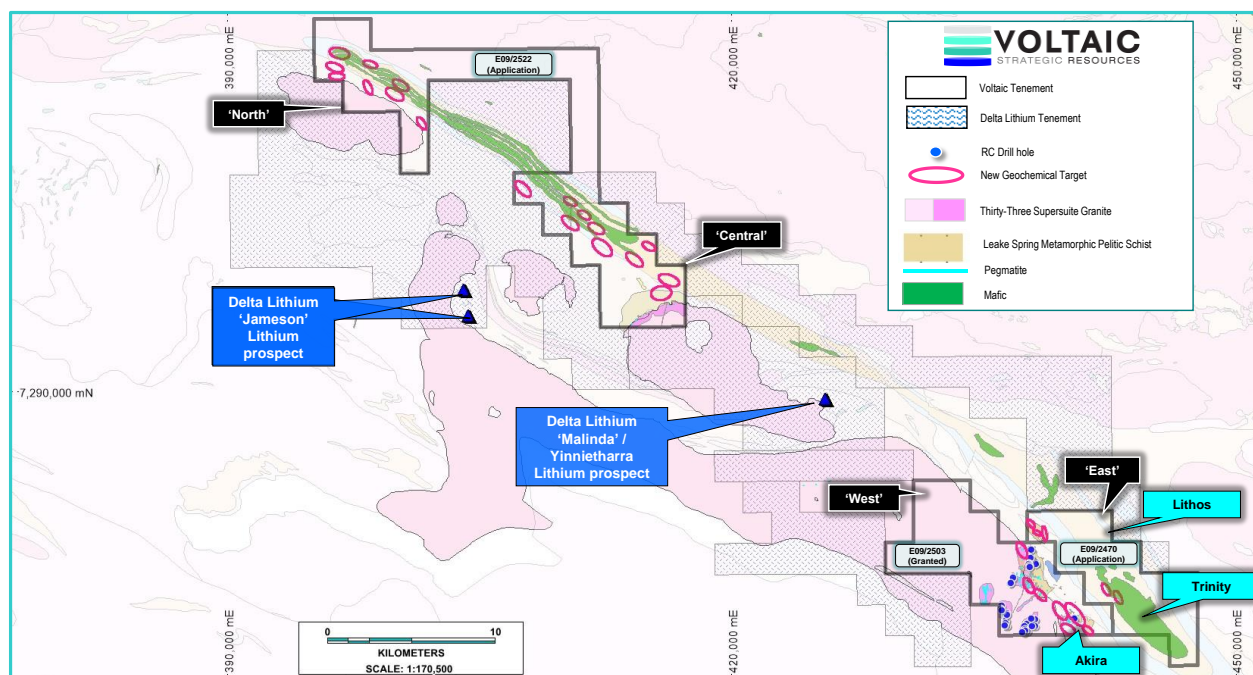 390,000 mE
420,000 mE
450,000 mE
VOLTAIC
STRATEGIC RESOURCES
Voltaic Tenement
Delta Lithium Tenement
RC Drill hole
New Geochemical Target
Thirty-Three Supersuite Granite
Leake Spring Metamorphic Pelitic Schist
Pegmatite
Mafic
E09/2522
(Application)
'North'
'Central'
Delta Lithium
'Jameson'
Lithium
prospect
7,290,000 mN
Delta Lithium
'Malinda' /
Yinnietharra
Lithium prospect
'West'
'East'
Lithos
E09/2503
(Granted)
E09/2470
(Application)
Trinity
Akira
0
10
KILOMETERS
SCALE: 1:170,500
390,000 mE
420,000 mE
450,000 mE